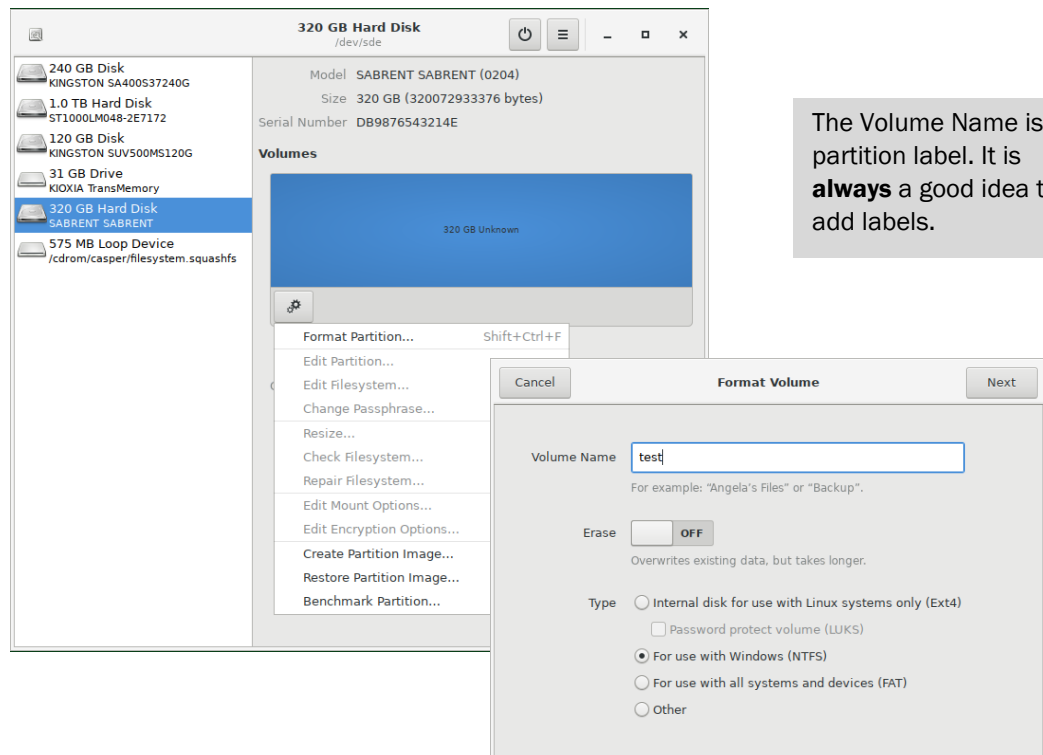 320 GB Hard Disk
/dev/sde
240 GB Disk
KINGSTON SA400S37240G
1.0 TB Hard Disk
ST1000LM048-2E7172
120 GB Disk
KINGSTON SUV500MS120G
31 GB Drive
KIOXIA TransMemory
320 GB Hard Disk
SABRENT SABRENT
575 MB Loop Device
/cdrom/casper/filesystem.squashfs
Model SABRENT SABRENT (0204)
Size 320 GB (320072933376 bytes)
Serial Number DB9876543214E
Volumes
320 GB Unknown
Format Partition... Shift+Ctrl+F
Edit Partition...
Edit Filesystem...
Change Passphrase...
Resize...
Check Filesystem...
Repair Filesystem...
Edit Mount Options...
Edit Encryption Options...
Create Partition Image...
Restore Partition Image...
Benchmark Partition...
The Volume Name is
partition label. It is
always a good idea t
add labels.
Cancel Format Volume Next
Volume Name test
For example: “Angela's Files” or “Backup”.
Erase OFF
Overwrites existing data, but takes longer.
Type Internal disk for use with Linux systems only (Ext4)
Password protect volume (LUKS)
For use with Windows (NTFS)
For use with all systems and devices (FAT)
Other